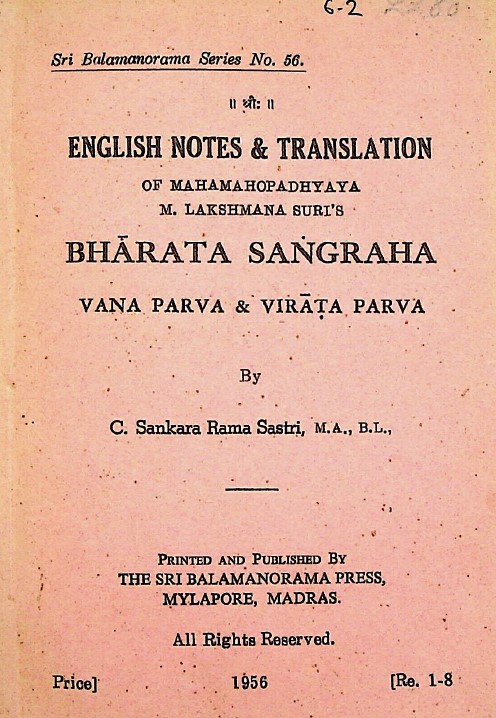 6-2
Sri Balamanorama Series No. 56.
॥ श्रीः ॥
ENGLISH NOTES & TRANSLATION
OF MAHAMAHOPADHYAYA
M. LAKSHMANA SURI'S
BHĀRATA SAṄGRAHA
VANA PARVA & VIRĀṬA PARVA
By
C. Sankara Rama Sastri, M.A., B.L.,
PRINTED AND PUBLISHED BY
THE SRI BALAMANORAMA PRESS,
MYLAPORE, MADRAS.
All Rights Reserved.
Price] 1956 [Re. 1-8